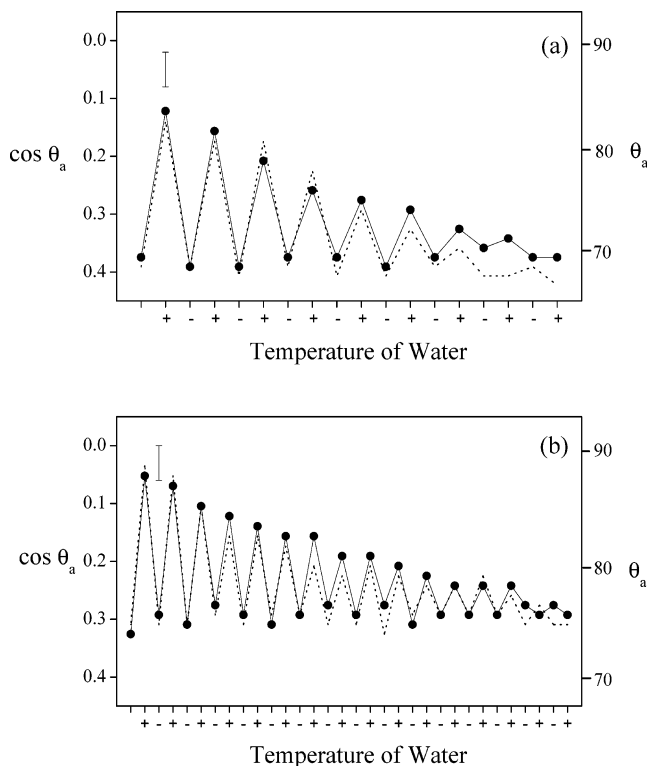 (a)
0.0
0.1
0.2
0.3
0.4
cos θa
90
80
70
θa
+ - + - + - + - + - + - + - + - +
Temperature of Water
(b)
0.0
0.1
0.2
0.3
0.4
cos θa
90
80
70
θa
+ - + - + - + - + - + - + - + - + - + - + - + - + - + - + - +
Temperature of Water